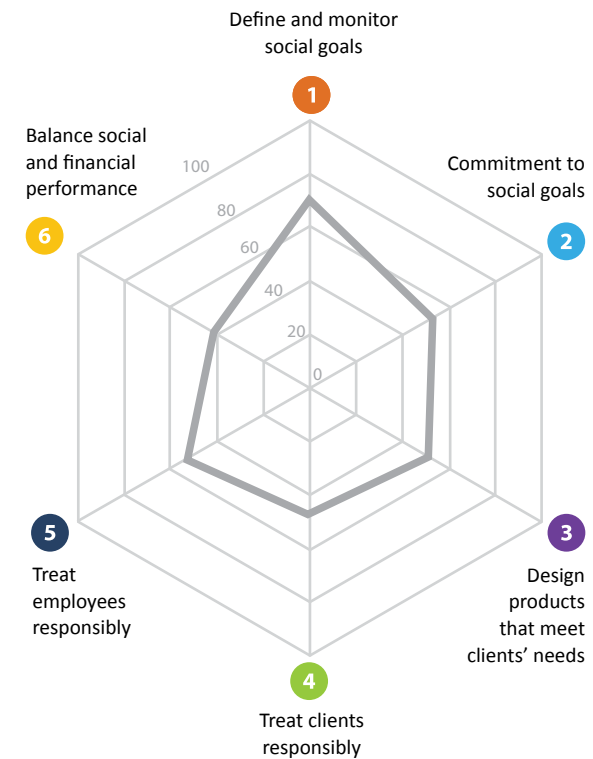 Define and monitor
social goals
1
Balance social
and financial
performance
6
100
80
60
40
20
0
Commitment to
social goals
2
5
Treat
employees
responsibly
3
Design
products
that meet
clients' needs
4
Treat clients
responsibly